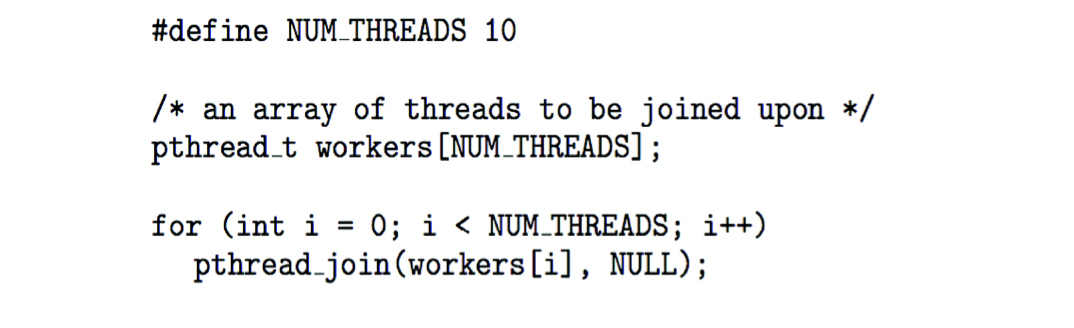 #define NUM_THREADS 10
/* an array of threads to be joined upon */
pthread_t workers[NUM_THREADS];
for (int i = 0; i < NUM_THREADS; i++)
pthread_join(workers[i], NULL);